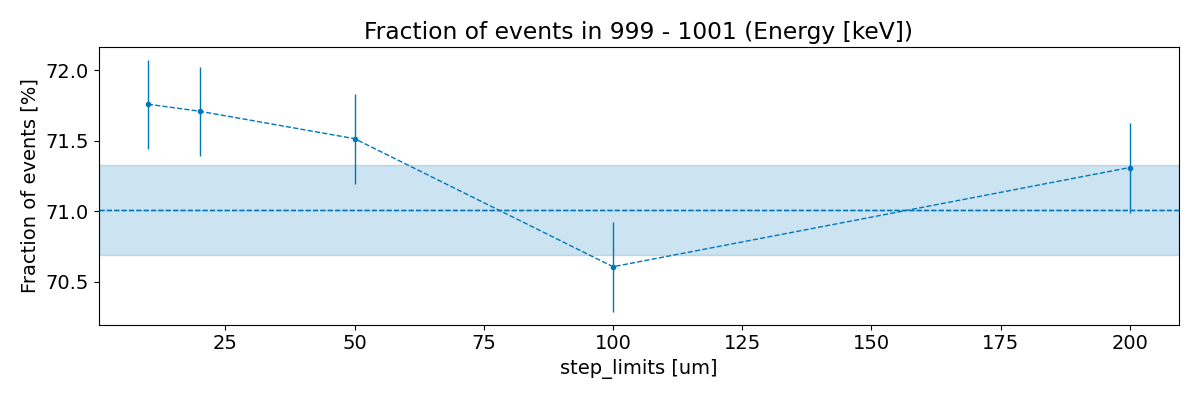 Fraction of events in 999 - 1001 (Energy [keV])
Fraction of events [%]
72.0
71.5
71.0
70.5
25 50 75 100 125 150 175 200
step_limits [um]